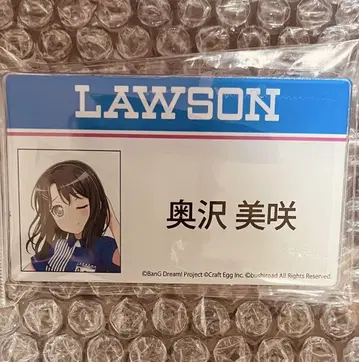 LAWSON
奥沢 美咲
©BanG Dream! Project ©Craft Egg Inc. ©bushiroad All Rights Reserved.